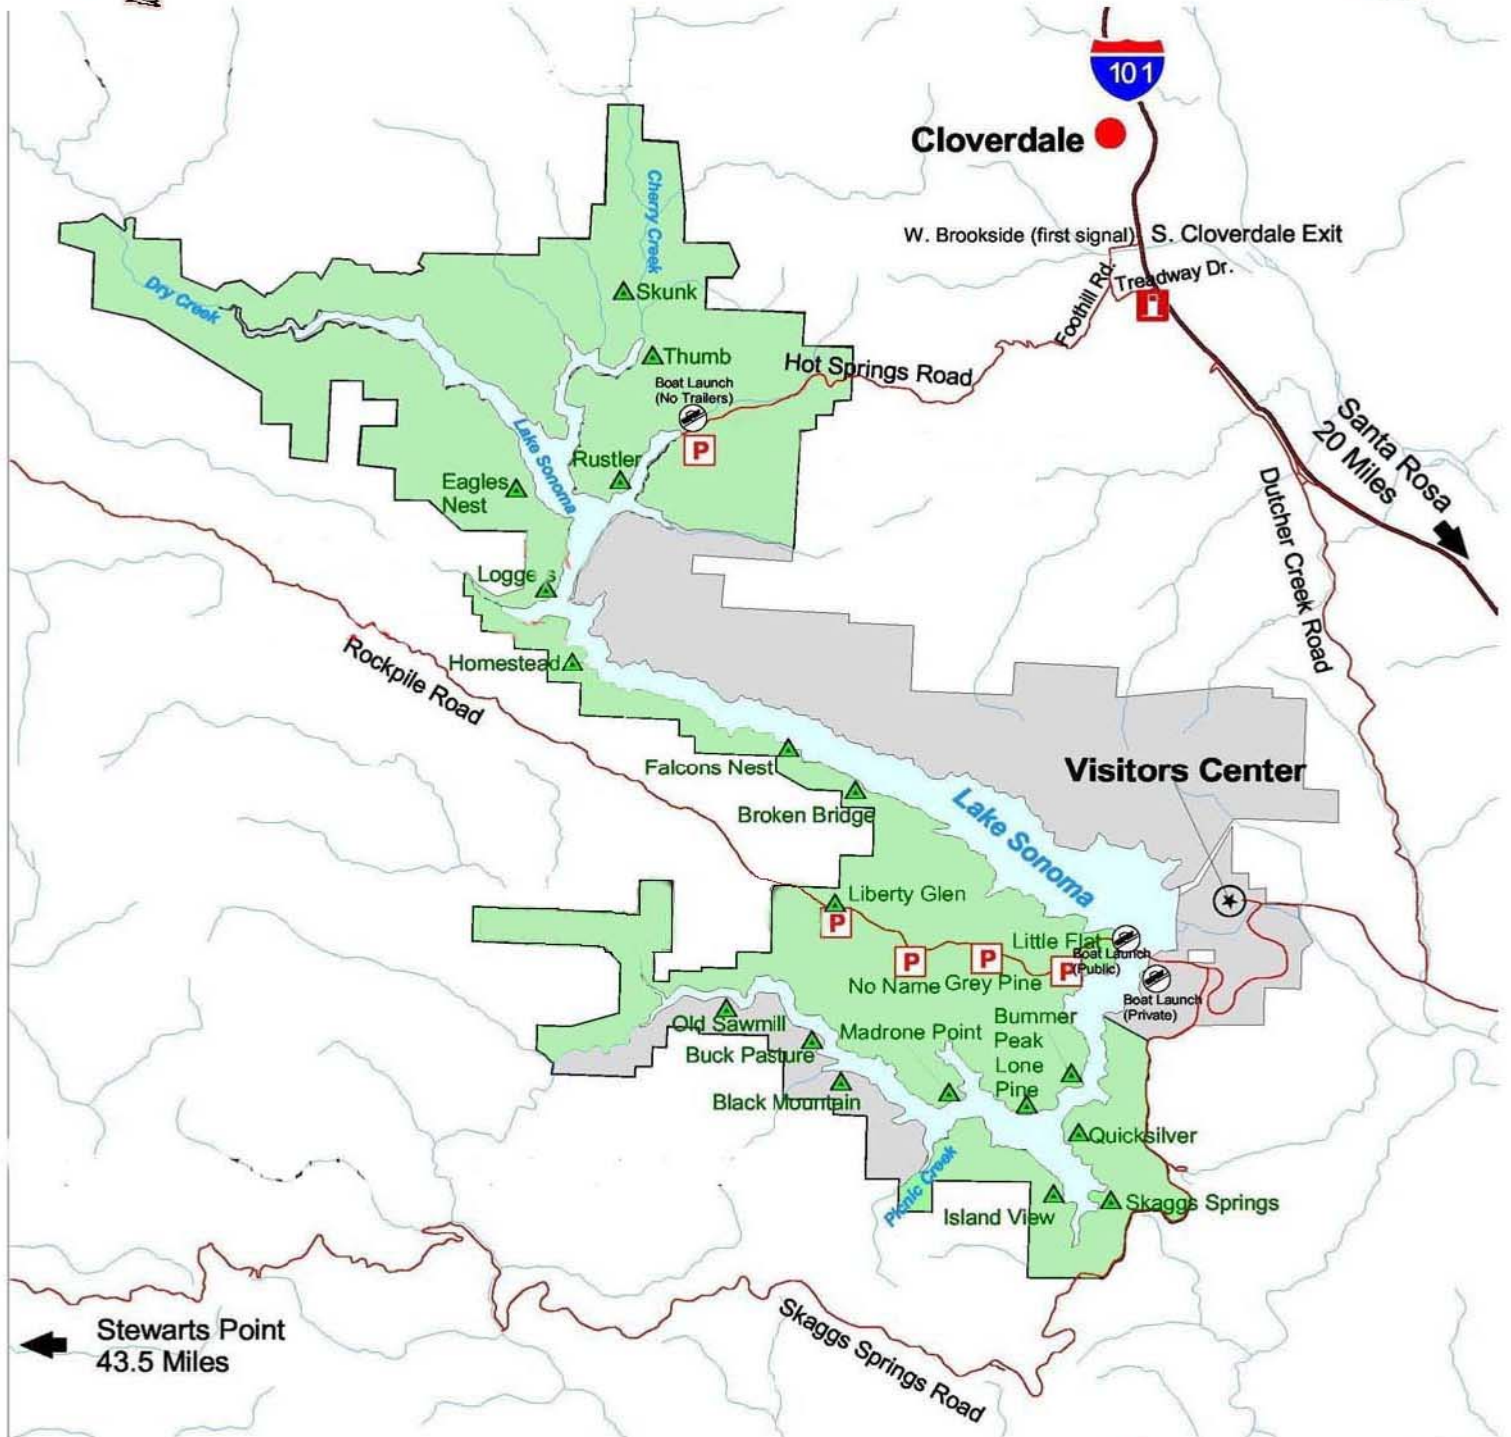 101
Cloverdale
W. Brookside (first signal)
S. Cloverdale Exit
Treadway Dr.
Foothill Rd.
Cherry Creek
Dry Creek
Skunk
Thumb
Hot Springs Road
Boat Launch
(No Trailers)
P
Santa Rosa
20 Miles
Lake Sonoma
Rustler
Eagles
Nest
Dutcher Creek Road
Loggers
Homestead
Rockpile Road
Falcons Nest
Visitors Center
Broken Bridge
Lake Sonoma
Liberty Glen
P
Little Flat
Boat Launch
(Public)
P
P
P
No Name
Grey Pine
Boat Launch
(Private)
Old Sawmill
Madrone Point
Bummer
Peak
Buck Pasture
Lone
Pine
Black Mountain
Quicksilver
Picnic Creek
Island View
Skaggs Springs
Stewarts Point
43.5 Miles
Skaggs Springs Road